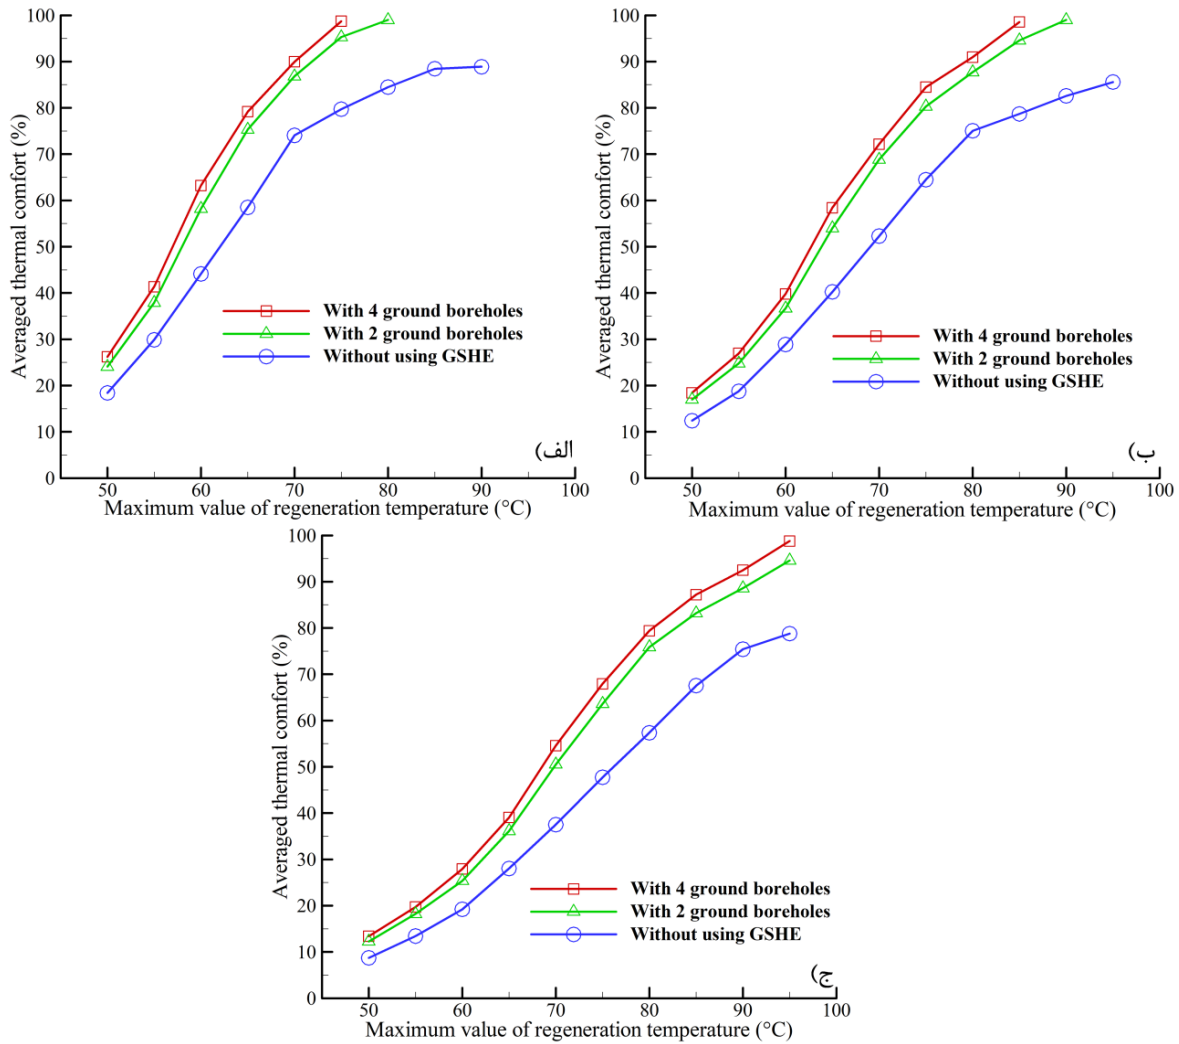 Averaged thermal comfort (%)
100
90
80
70
60
50
40
30
20
10
0
With 4 ground boreholes
With 2 ground boreholes
Without using GSHE
الف)
50 60 70 80 90 100
Maximum value of regeneration temperature (°C)
Averaged thermal comfort (%)
100
90
80
70
60
50
40
30
20
10
0
With 4 ground boreholes
With 2 ground boreholes
Without using GSHE
ب)
50 60 70 80 90 100
Maximum value of regeneration temperature (°C)
Averaged thermal comfort (%)
100
90
80
70
60
50
40
30
20
10
0
With 4 ground boreholes
With 2 ground boreholes
Without using GSHE
ج)
50 60 70 80 90 100
Maximum value of regeneration temperature (°C)